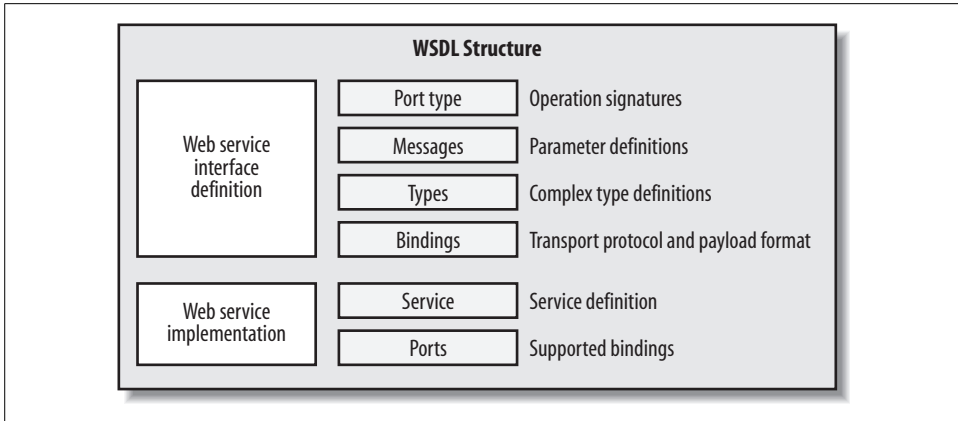 WSDL Structure
Web service
interface
definition
Port type
Operation signatures
Messages
Parameter definitions
Types
Complex type definitions
Bindings
Transport protocol and payload format
Web service
implementation
Service
Service definition
Ports
Supported bindings